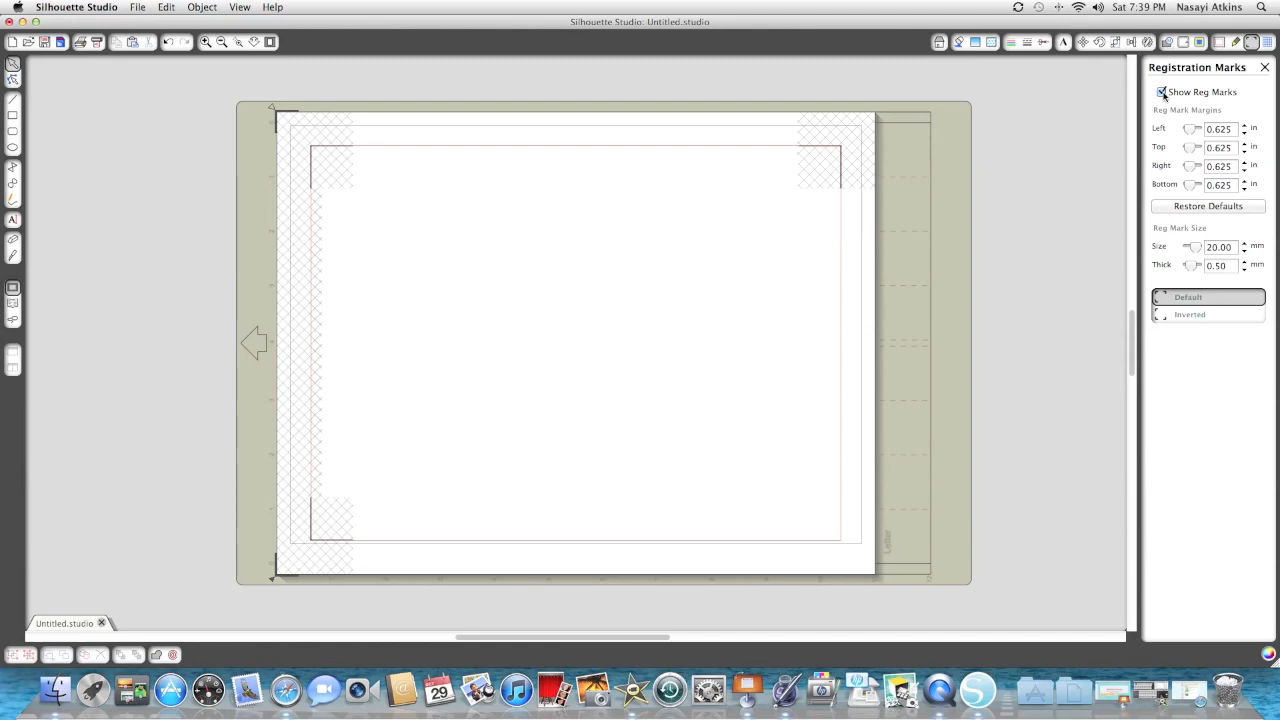 Silhouette Studio File Edit Object View Help Sat 7:39 PM Nasayi Atkins
Silhouette Studio: Untitled.studio
Registration Marks
Show Reg Marks
Reg Mark Margins
Left 0.625 in
Top 0.625 in
Right 0.625 in
Bottom 0.625 in
Restore Defaults
Reg Mark Size
Size 20.00 mm
Thick 0.50 mm
Default
Inverted
Letter
Untitled.studio
29